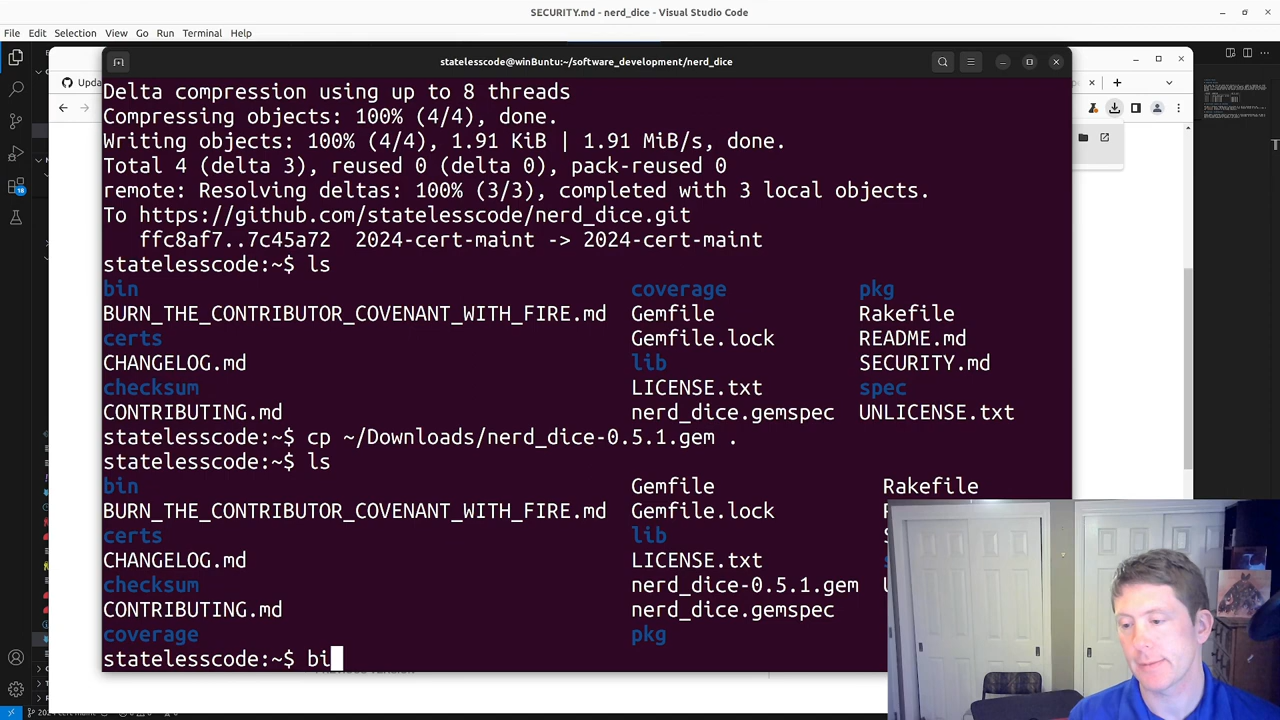 SECURITY.md - nerd_dice - Visual Studio Code
File Edit Selection View Go Run Terminal Help
statelesscode@winBuntu:~/software_development/nerd_dice
Upda
Delta compression using up to 8 threads
Compressing objects: 100% (4/4), done.
Writing objects: 100% (4/4), 1.91 KiB | 1.91 MiB/s, done.
Total 4 (delta 3), reused 0 (delta 0), pack-reused 0
remote: Resolving deltas: 100% (3/3), completed with 3 local objects.
To https://github.com/statelesscode/nerd_dice.git
ffc8af7..7c45a72 2024-cert-maint -> 2024-cert-maint
statelesscode:~$ ls
bin coverage pkg
BURN_THE_CONTRIBUTOR_COVENANT_WITH_FIRE.md Gemfile Rakefile
certs Gemfile.lock README.md
CHANGELOG.md lib SECURITY.md
checksum LICENSE.txt spec
CONTRIBUTING.md nerd_dice.gemspec UNLICENSE.txt
statelesscode:~$ cp ~/Downloads/nerd_dice-0.5.1.gem .
statelesscode:~$ ls
bin Gemfile Rakefile
BURN_THE_CONTRIBUTOR_COVENANT_WITH_FIRE.md Gemfile.lock
certs lib
CHANGELOG.md LICENSE.txt
checksum nerd_dice-0.5.1.gem
CONTRIBUTING.md nerd_dice.gemspec
coverage pkg
statelesscode:~$ bi
18